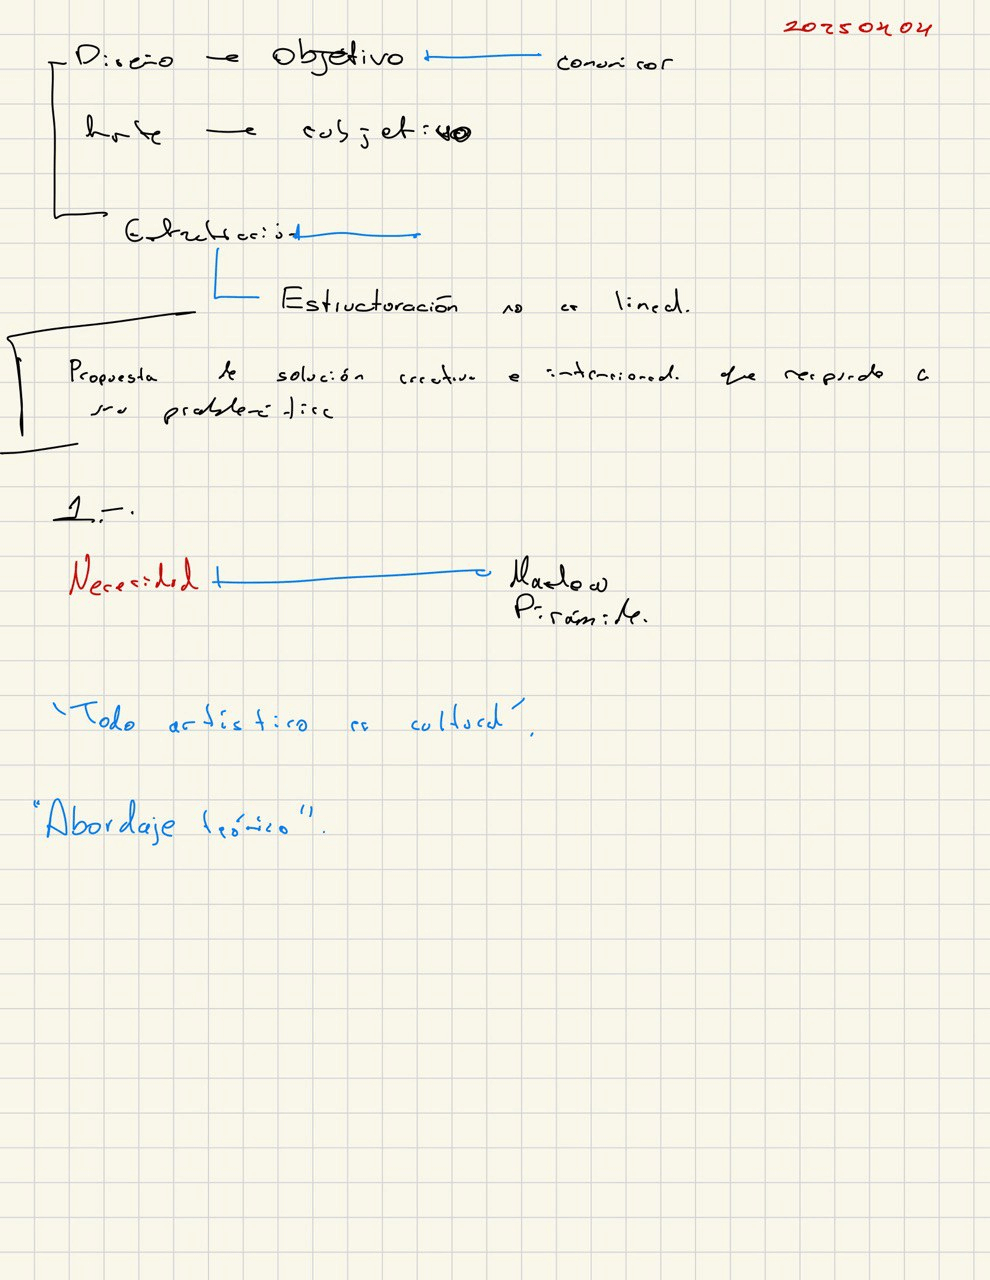 20250404
Diseño → Objetivo ← comunicar
Arte → subjetivo
Estructuración no es lineal.
Propuesta de solución creativa e intencional. que responde a
una problemática
1.-.
Necesidad Maslow
Pirámide.
"Todo artístico es cultural".
"Abordaje teórico".